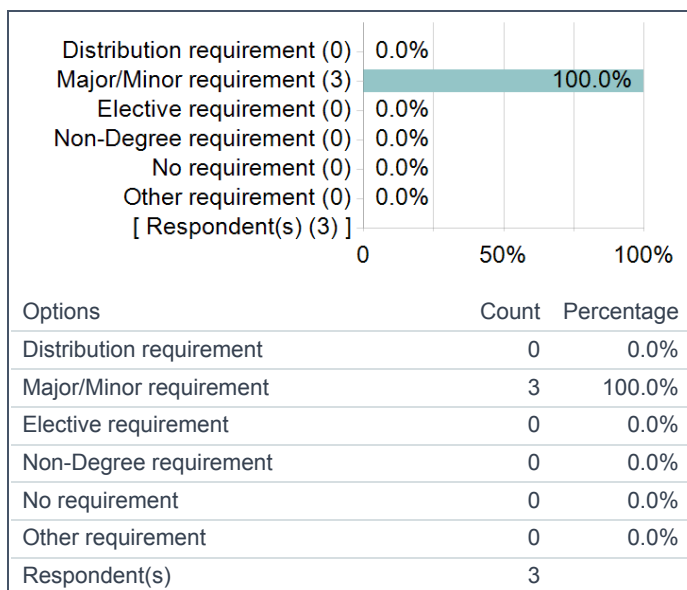 Distribution requirement (0) 0.0%
Major/Minor requirement (3) 100.0%
Elective requirement (0) 0.0%
Non-Degree requirement (0) 0.0%
No requirement (0) 0.0%
Other requirement (0) 0.0%
[ Respondent(s) (3) ]
0 50% 100%
Options Count Percentage
Distribution requirement 0 0.0%
Major/Minor requirement 3 100.0%
Elective requirement 0 0.0%
Non-Degree requirement 0 0.0%
No requirement 0 0.0%
Other requirement 0 0.0%
Respondent(s) 3